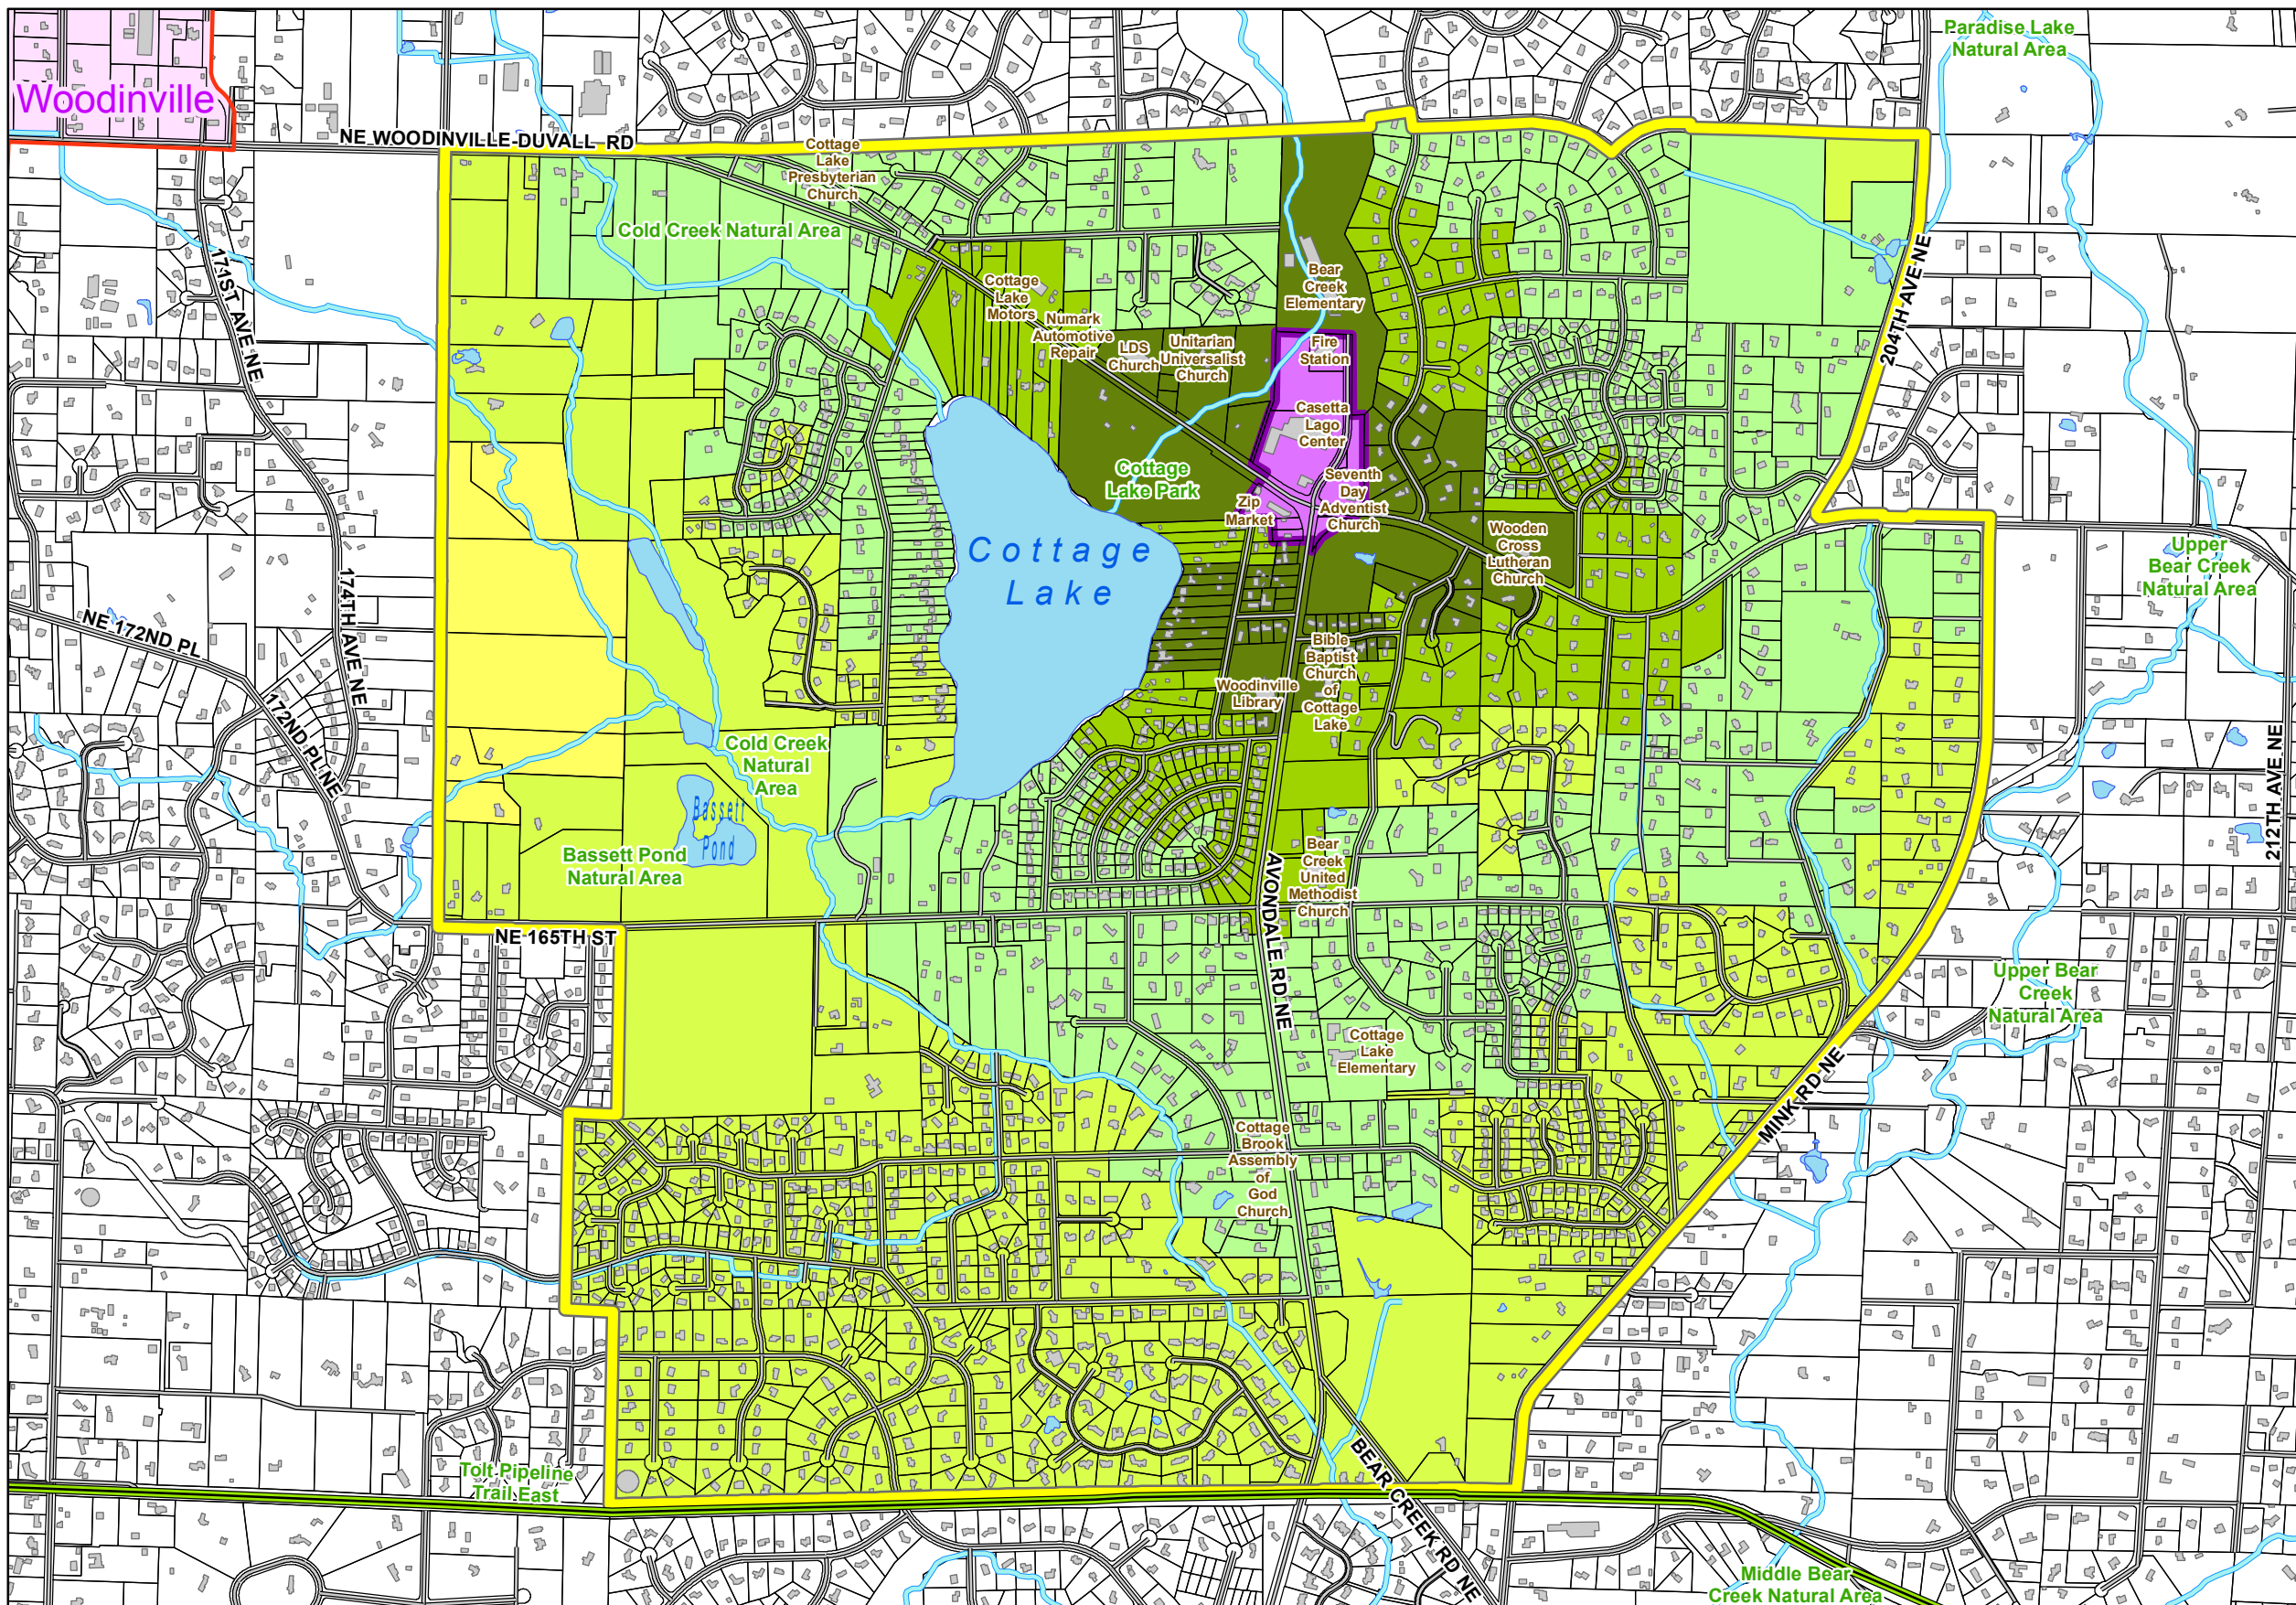 Paradise Lake
Natural Area
Woodinville
NE WOODINVILLE-DUVALL RD
Cottage
Lake
Presbyterian
Church
Cold Creek Natural Area
171ST AVE NE
204TH AVE NE
Bear
Creek
Elementary
Cottage
Lake
Motors
Numark
Automotive
Repair
LDS
Church
Unitarian
Universalist
Church
Fire
Station
Casetta
Lago
Center
Cottage
Lake Park
Seventh
Day
Adventist
Church
Zip
Market
Wooden
Cross
Lutheran
Church
Cottage
Lake
Upper
Bear Creek
Natural Area
174TH AVE NE
NE 172ND PL
172ND PL NE
Bible
Baptist
Church
of
Cottage
Lake
Woodinville
Library
212TH AVE NE
Cold Creek
Natural
Area
Bassett
Pond
Bassett Pond
Natural Area
Bear
Creek
United
Methodist
Church
AVONDALE RD NE
NE 165TH ST
Upper Bear
Creek
Natural Area
Cottage
Lake
Elementary
MINK RD NE
Cottage
Brook
Assembly
of
God
Church
Tolt Pipeline
Trail East
BEAR CREEK RD NE
Middle Bear
Creek Natural Area